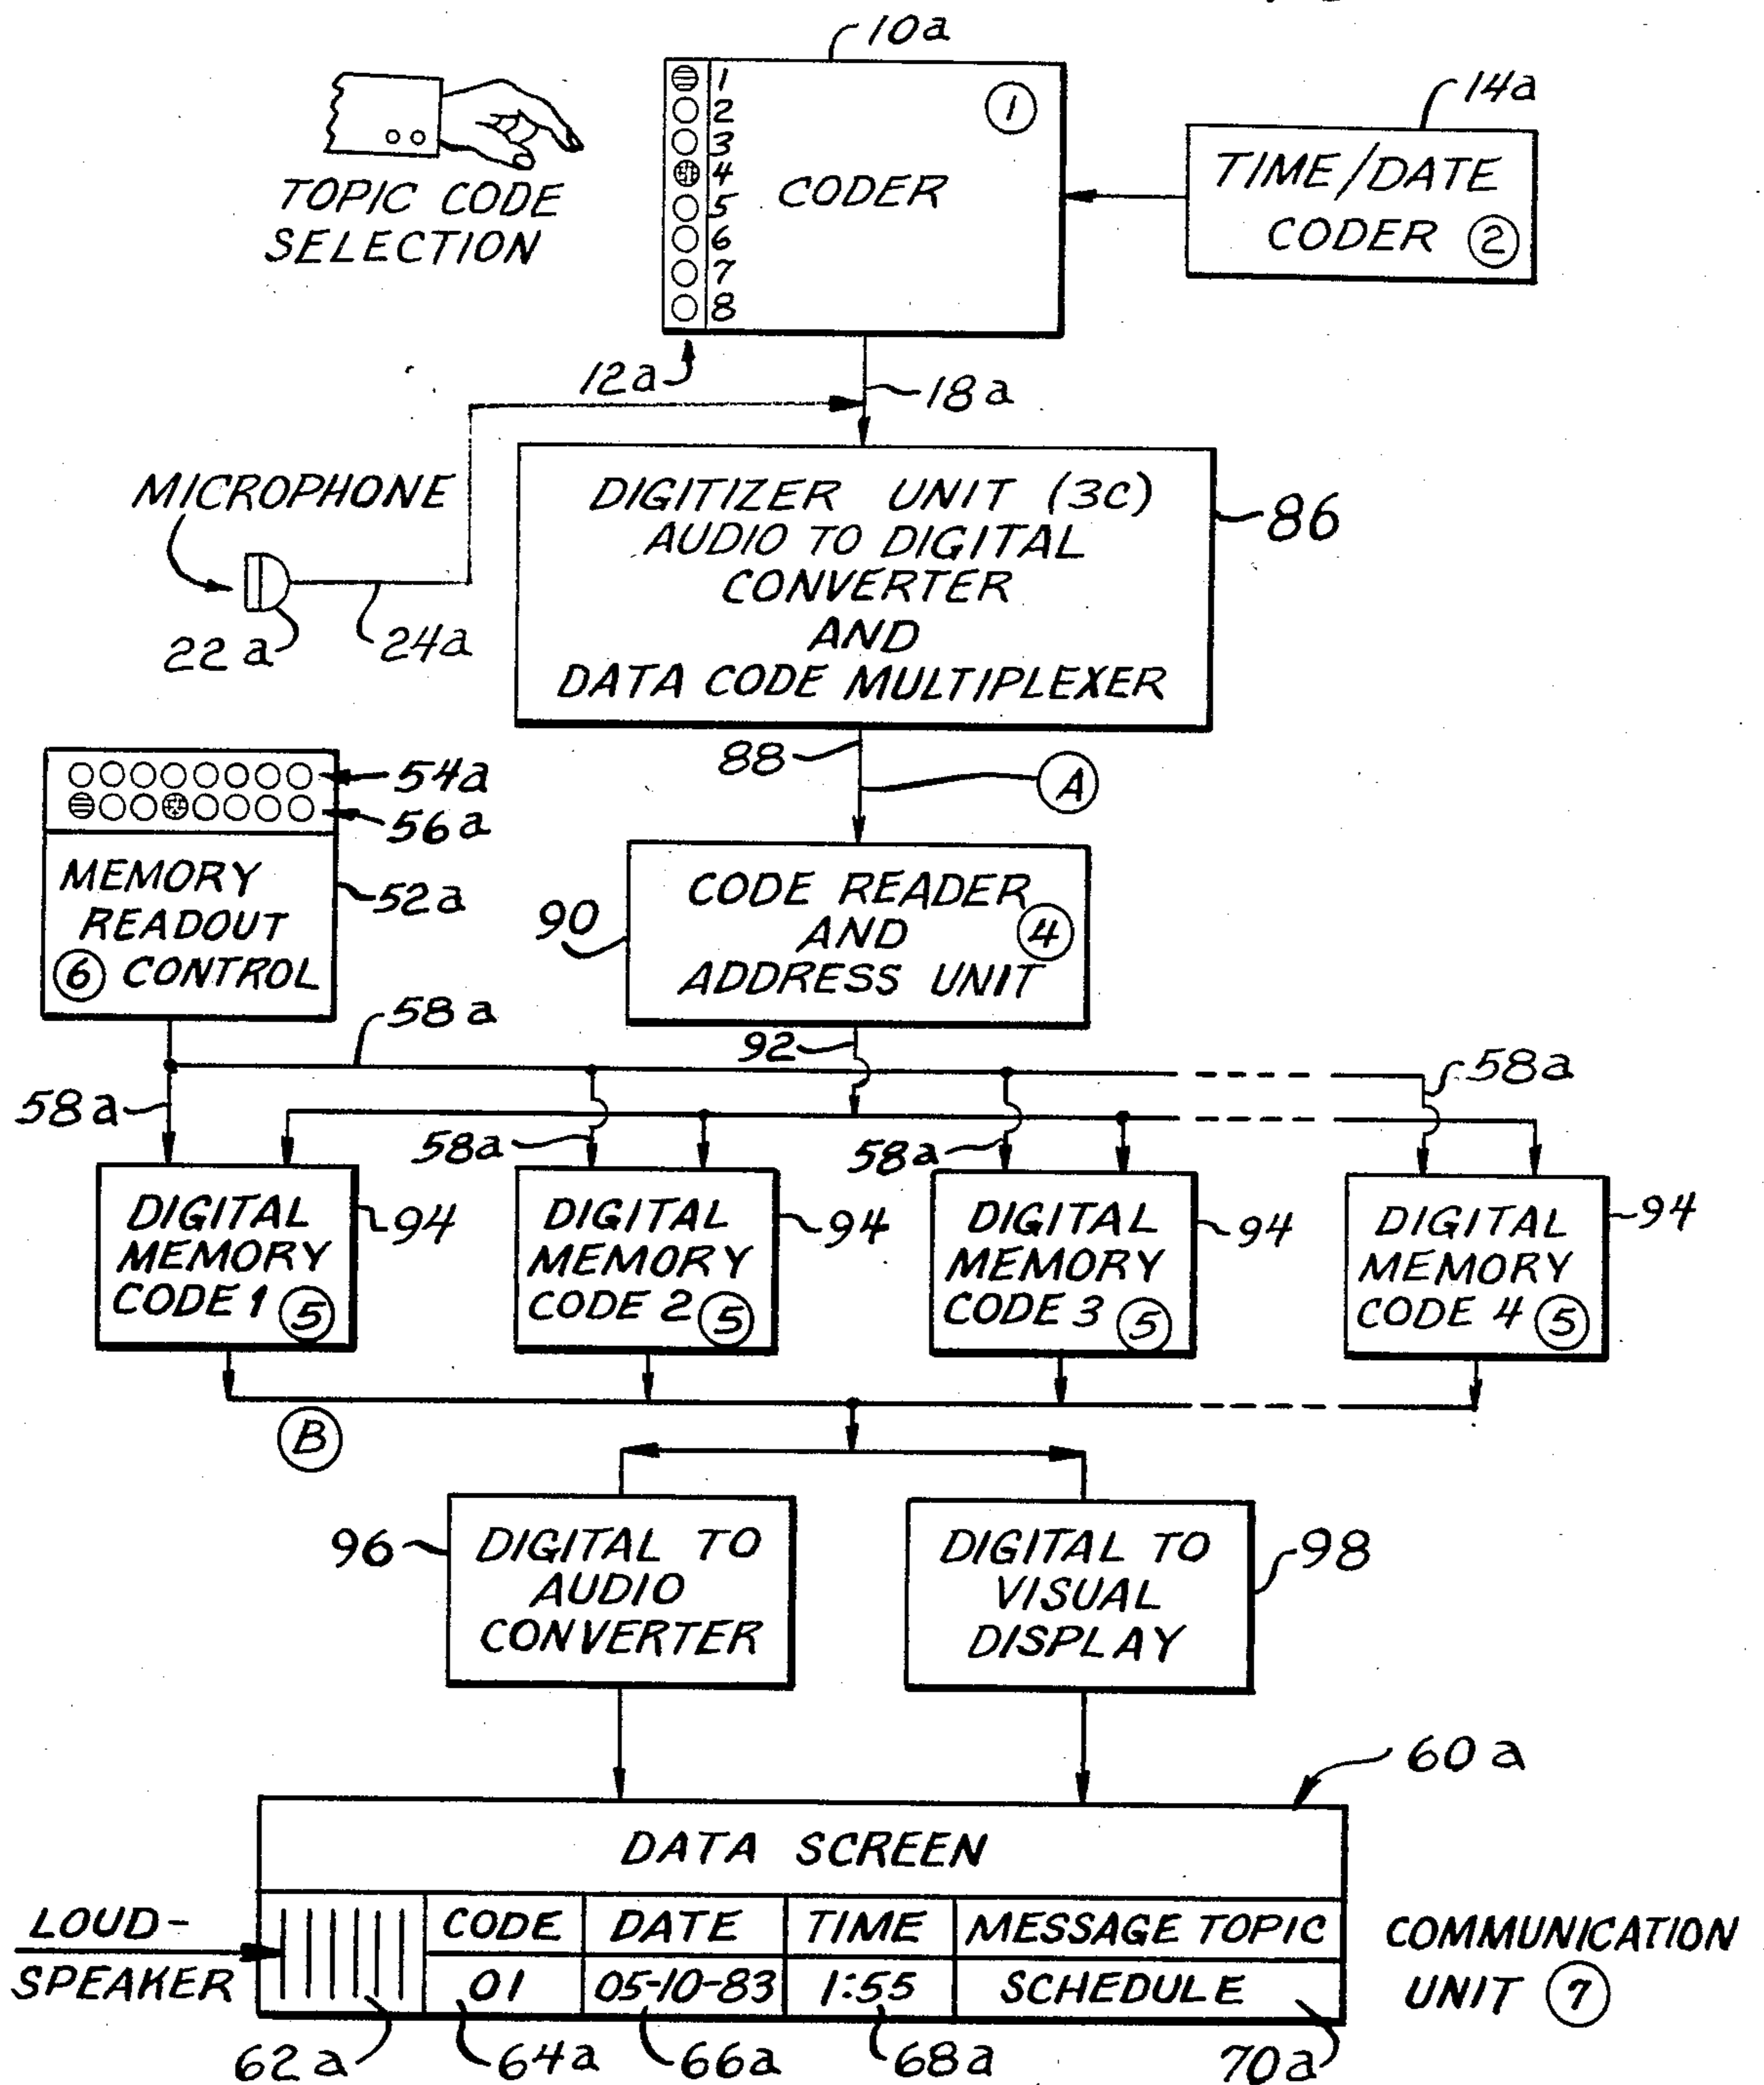 10a
1
2
3
4
5
6
7
8
1
CODER
14a
TIME/DATE
CODER 2
TOPIC CODE
SELECTION
12a
18a
MICROPHONE
22a
24a
DIGITIZER UNIT (3C)
AUDIO TO DIGITAL
CONVERTER
AND
DATA CODE MULTIPLEXER
86
88
A
54a
56a
MEMORY
READOUT
6 CONTROL
52a
90
CODE READER
AND 4
ADDRESS UNIT
58a
92
58a
58a
58a
58a
DIGITAL
MEMORY
CODE 1 5
94
DIGITAL
MEMORY
CODE 2 5
94
DIGITAL
MEMORY
CODE 3 5
94
DIGITAL
MEMORY
CODE 4 5
94
B
96
DIGITAL TO
AUDIO
CONVERTER
DIGITAL TO
VISUAL
DISPLAY
98
60a
DATA SCREEN
LOUD-
SPEAKER
CODE DATE TIME MESSAGE TOPIC
01 05-10-83 1:55 SCHEDULE
COMMUNICATION
UNIT 7
62a
64a
66a
68a
70a